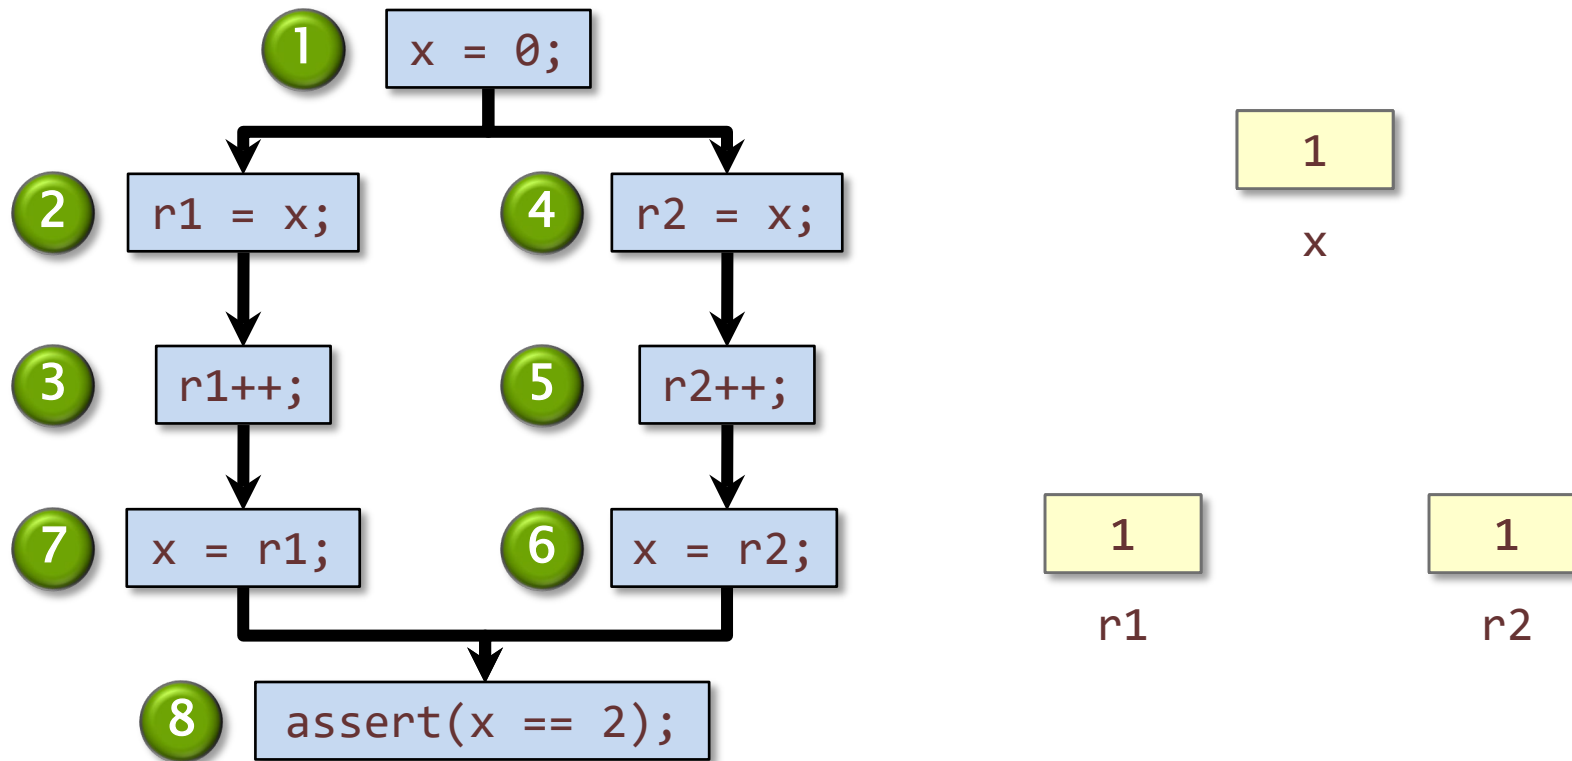 1
x = 0;
2
r1 = x;
4
r2 = x;
3
r1++;
5
r2++;
7
x = r1;
6
x = r2;
8
assert(x == 2);
1
x
1
r1
1
r2